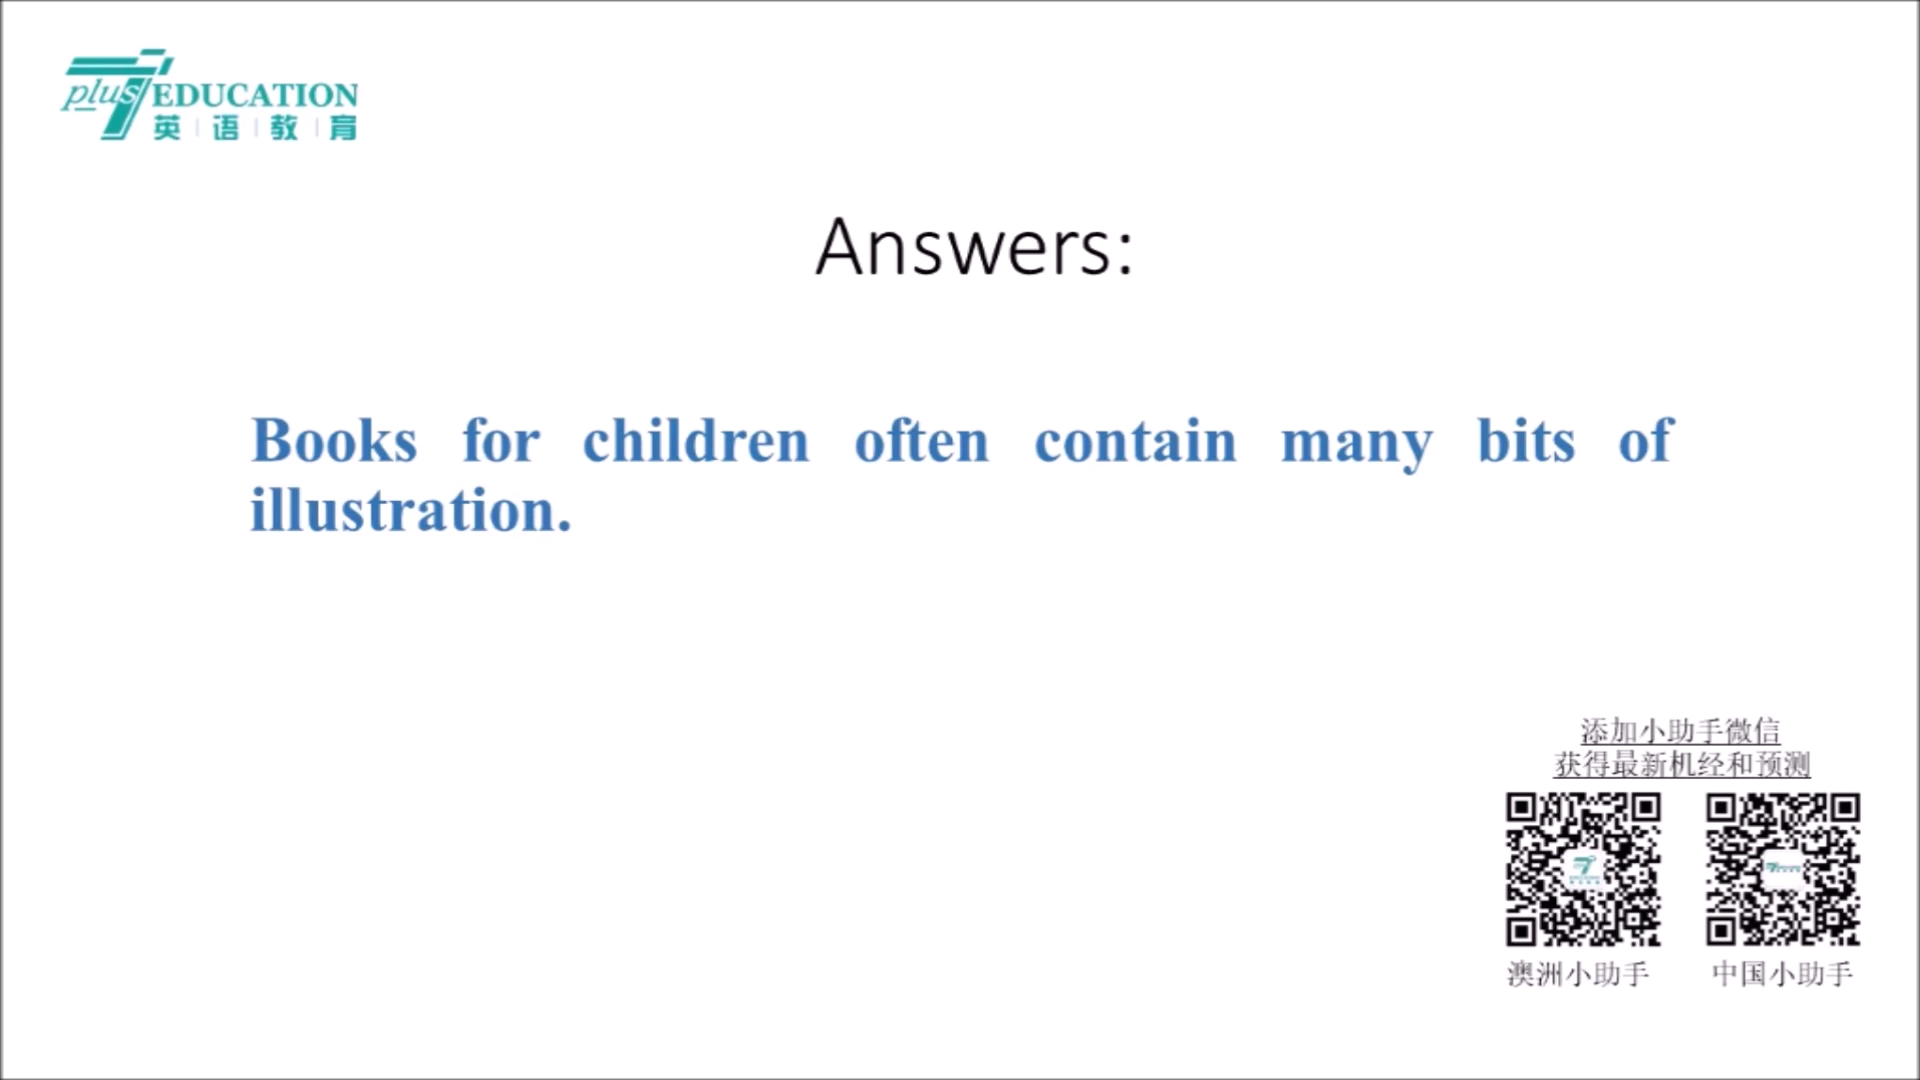 plus 7 EDUCATION
英语教育
Answers:
Books for children often contain many bits of
illustration.
添加小助手微信
获得最新机经和预测
澳洲小助手
中国小助手